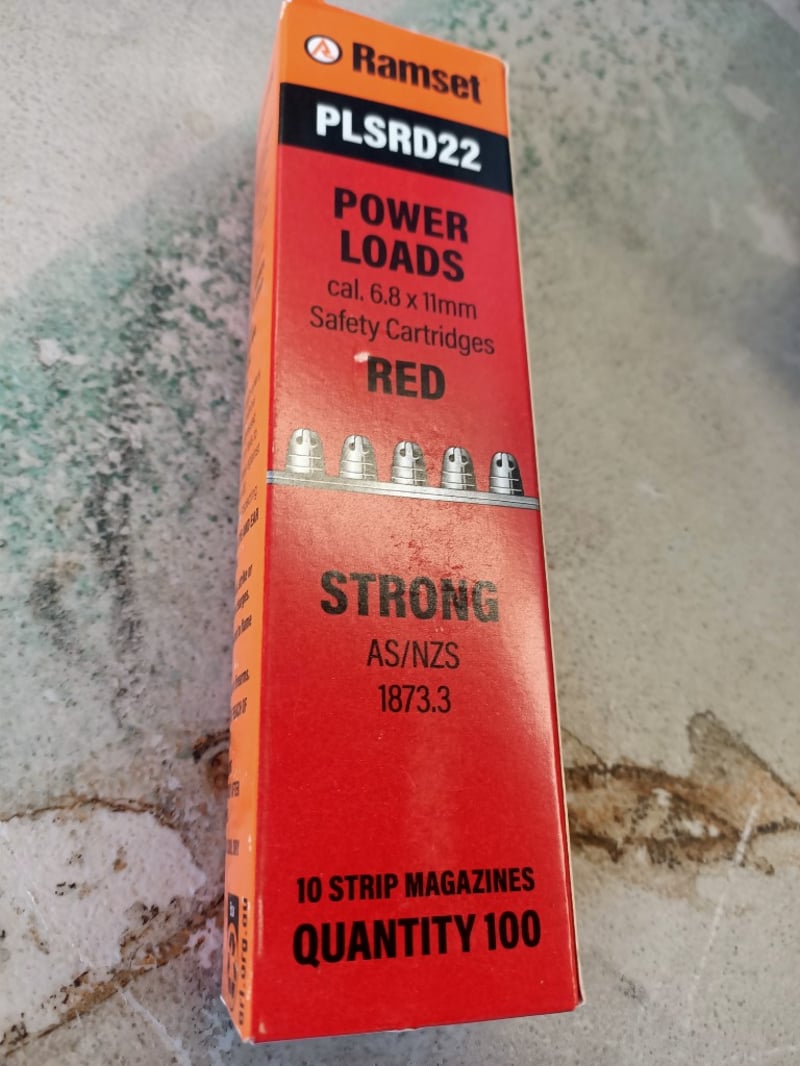 Ramset
PLSRD22
POWER
LOADS
cal. 6.8 x 11mm
Safety Cartridges
RED
STRONG
AS/NZS
1873.3
10 STRIP MAGAZINES
QUANTITY 100